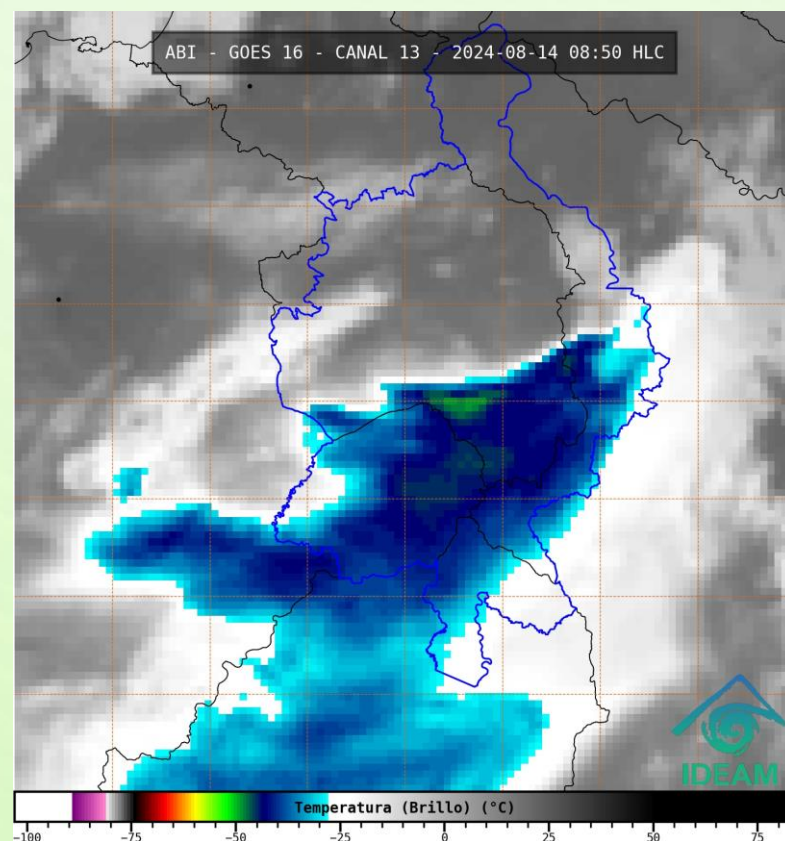 ABI - GOES 16 - CANAL 13 - 2024-08-14 08:50 HLC
IDEAM
Temperatura (Brillo) (°C)
−100 −75 −50 −25 0 25 50 75